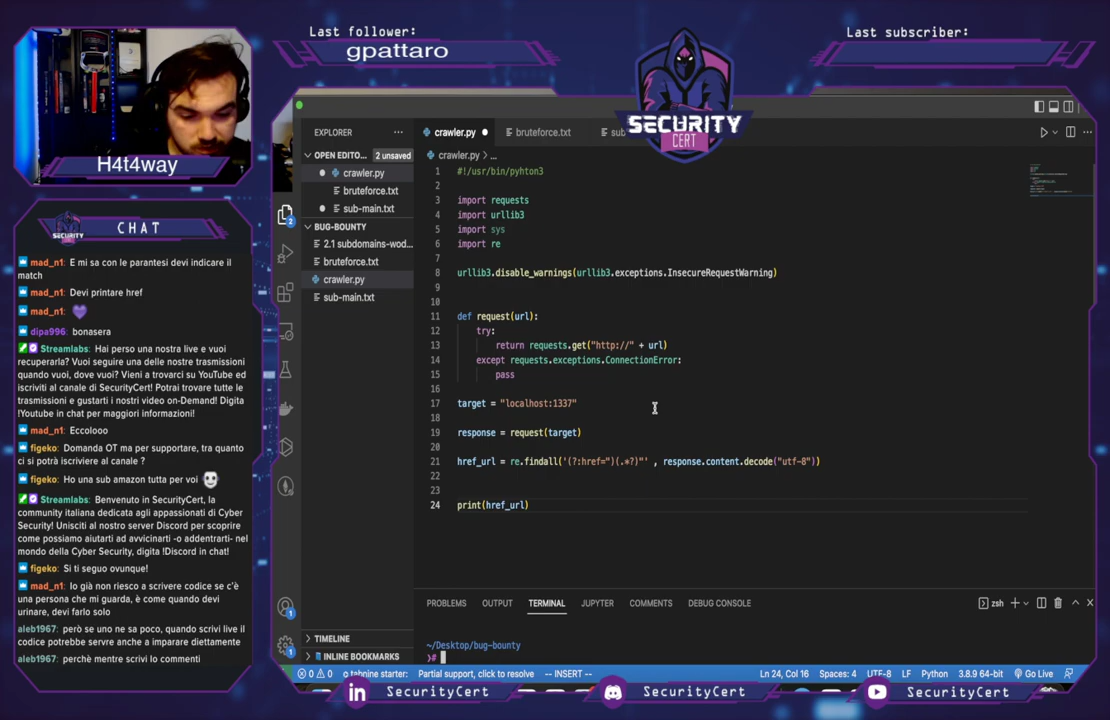 Last follower:
gpattaro
Last subscriber:
SECURITY
CERT
H4t4way
SECURITY
CHAT
mad_n1: E mi sa con le parantesi devi indicare il
match
mad_n1: Devi printare href
mad_n1:
dipa996: bonasera
Streamlabs: Hai perso una nostra live e vuoi
recuperarla? Vuoi seguire una delle nostre trasmissioni
quando vuoi, dove vuoi? Vieni a trovarci su YouTube ed
iscriviti al canale di SecurityCert! Potrai trovare tutte le
trasmissioni e gustarti i nostri video on-Demand! Digita
!Youtube in chat per maggiori informazioni!
mad_n1: Eccolooo
figeko: Domanda OT ma per supportare, tra quanto
ci si potrà iscriviere al canale ?
figeko: Ho una sub amazon tutta per voi
Streamlabs: Benvenuto in SecurityCert, la
community italiana dedicata agli appassionati di Cyber
Security! Unisciti al nostro server Discord per scoprire
come possiamo aiutarti ad avvicinarti -o addentrarti- nel
mondo della Cyber Security, digita !Discord in chat!
figeko: Si ti seguo ovunque!
mad_n1: Io già non riesco a scrivere codice se c'è
una persona che mi guarda, è come quando devi
urinare, devi farlo solo
aleb1967: però se uno ne sa poco, quando scrivi live il
codice potrebbe servre anche a imparare diettamente
aleb1967: perchè mentre scrivi lo commenti
EXPLORER
OPEN EDITO... 2 unsaved
crawler.py
bruteforce.txt
sub-main.txt
BUG-BOUNTY
2.1 subdomains-wod...
bruteforce.txt
crawler.py
sub-main.txt
TIMELINE
INLINE BOOKMARKS
2
1
1
crawler.py
bruteforce.txt
sub
crawler.py > ...
1 #!/usr/bin/pyhton3
2
3 import requests
4 import urllib3
5 import sys
6 import re
7
8 urllib3.disable_warnings(urllib3.exceptions.InsecureRequestWarning)
9
10
11 def request(url):
12 try:
13 return requests.get("http://" + url)
14 except requests.exceptions.ConnectionError:
15 pass
16
17 target = "localhost:1337"
18
19 response = request(target)
20
21 href_url = re.findall('(?:href=")(.*?)"' , response.content.decode("utf-8"))
22
23
24 print(href_url)
PROBLEMS OUTPUT TERMINAL JUPYTER COMMENTS DEBUG CONSOLE
zsh
~/Desktop/bug-bounty
)#
0 0 tabnine starter: Partial support, click to resolve -- INSERT -- Ln 24, Col 16 Spaces: 4 UTF-8 LF Python 3.8.9 64-bit Go Live
in SecurityCert
SecurityCert
SecurityCert